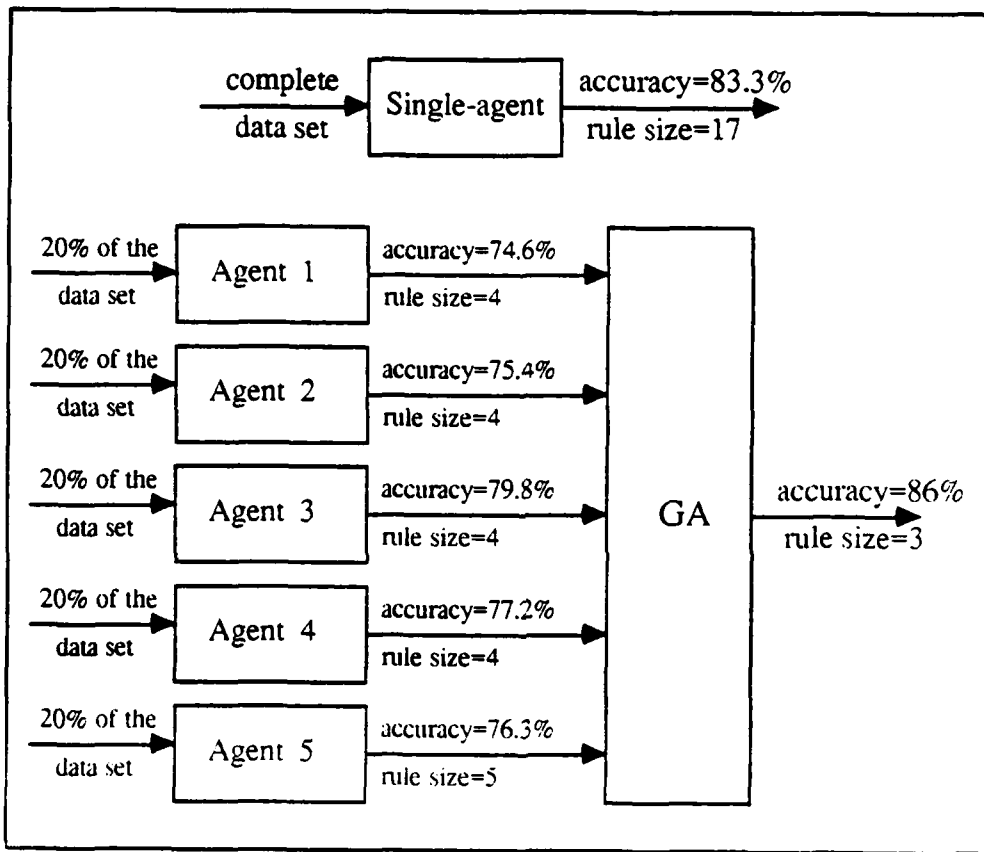 complete
data set
Single-agent
accuracy=83.3%
rule size=17
20% of the
data set
Agent 1
accuracy=74.6%
rule size=4
20% of the
data set
Agent 2
accuracy=75.4%
rule size=4
20% of the
data set
Agent 3
accuracy=79.8%
rule size=4
20% of the
data set
Agent 4
accuracy=77.2%
rule size=4
20% of the
data set
Agent 5
accuracy=76.3%
rule size=5
GA
accuracy=86%
rule size=3